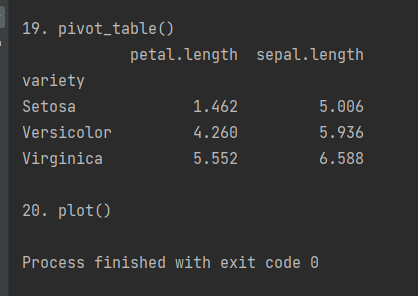 19. pivot_table()
petal.length sepal.length
variety
Setosa 1.462 5.006
Versicolor 4.260 5.936
Virginica 5.552 6.588
20. plot()
Process finished with exit code 0